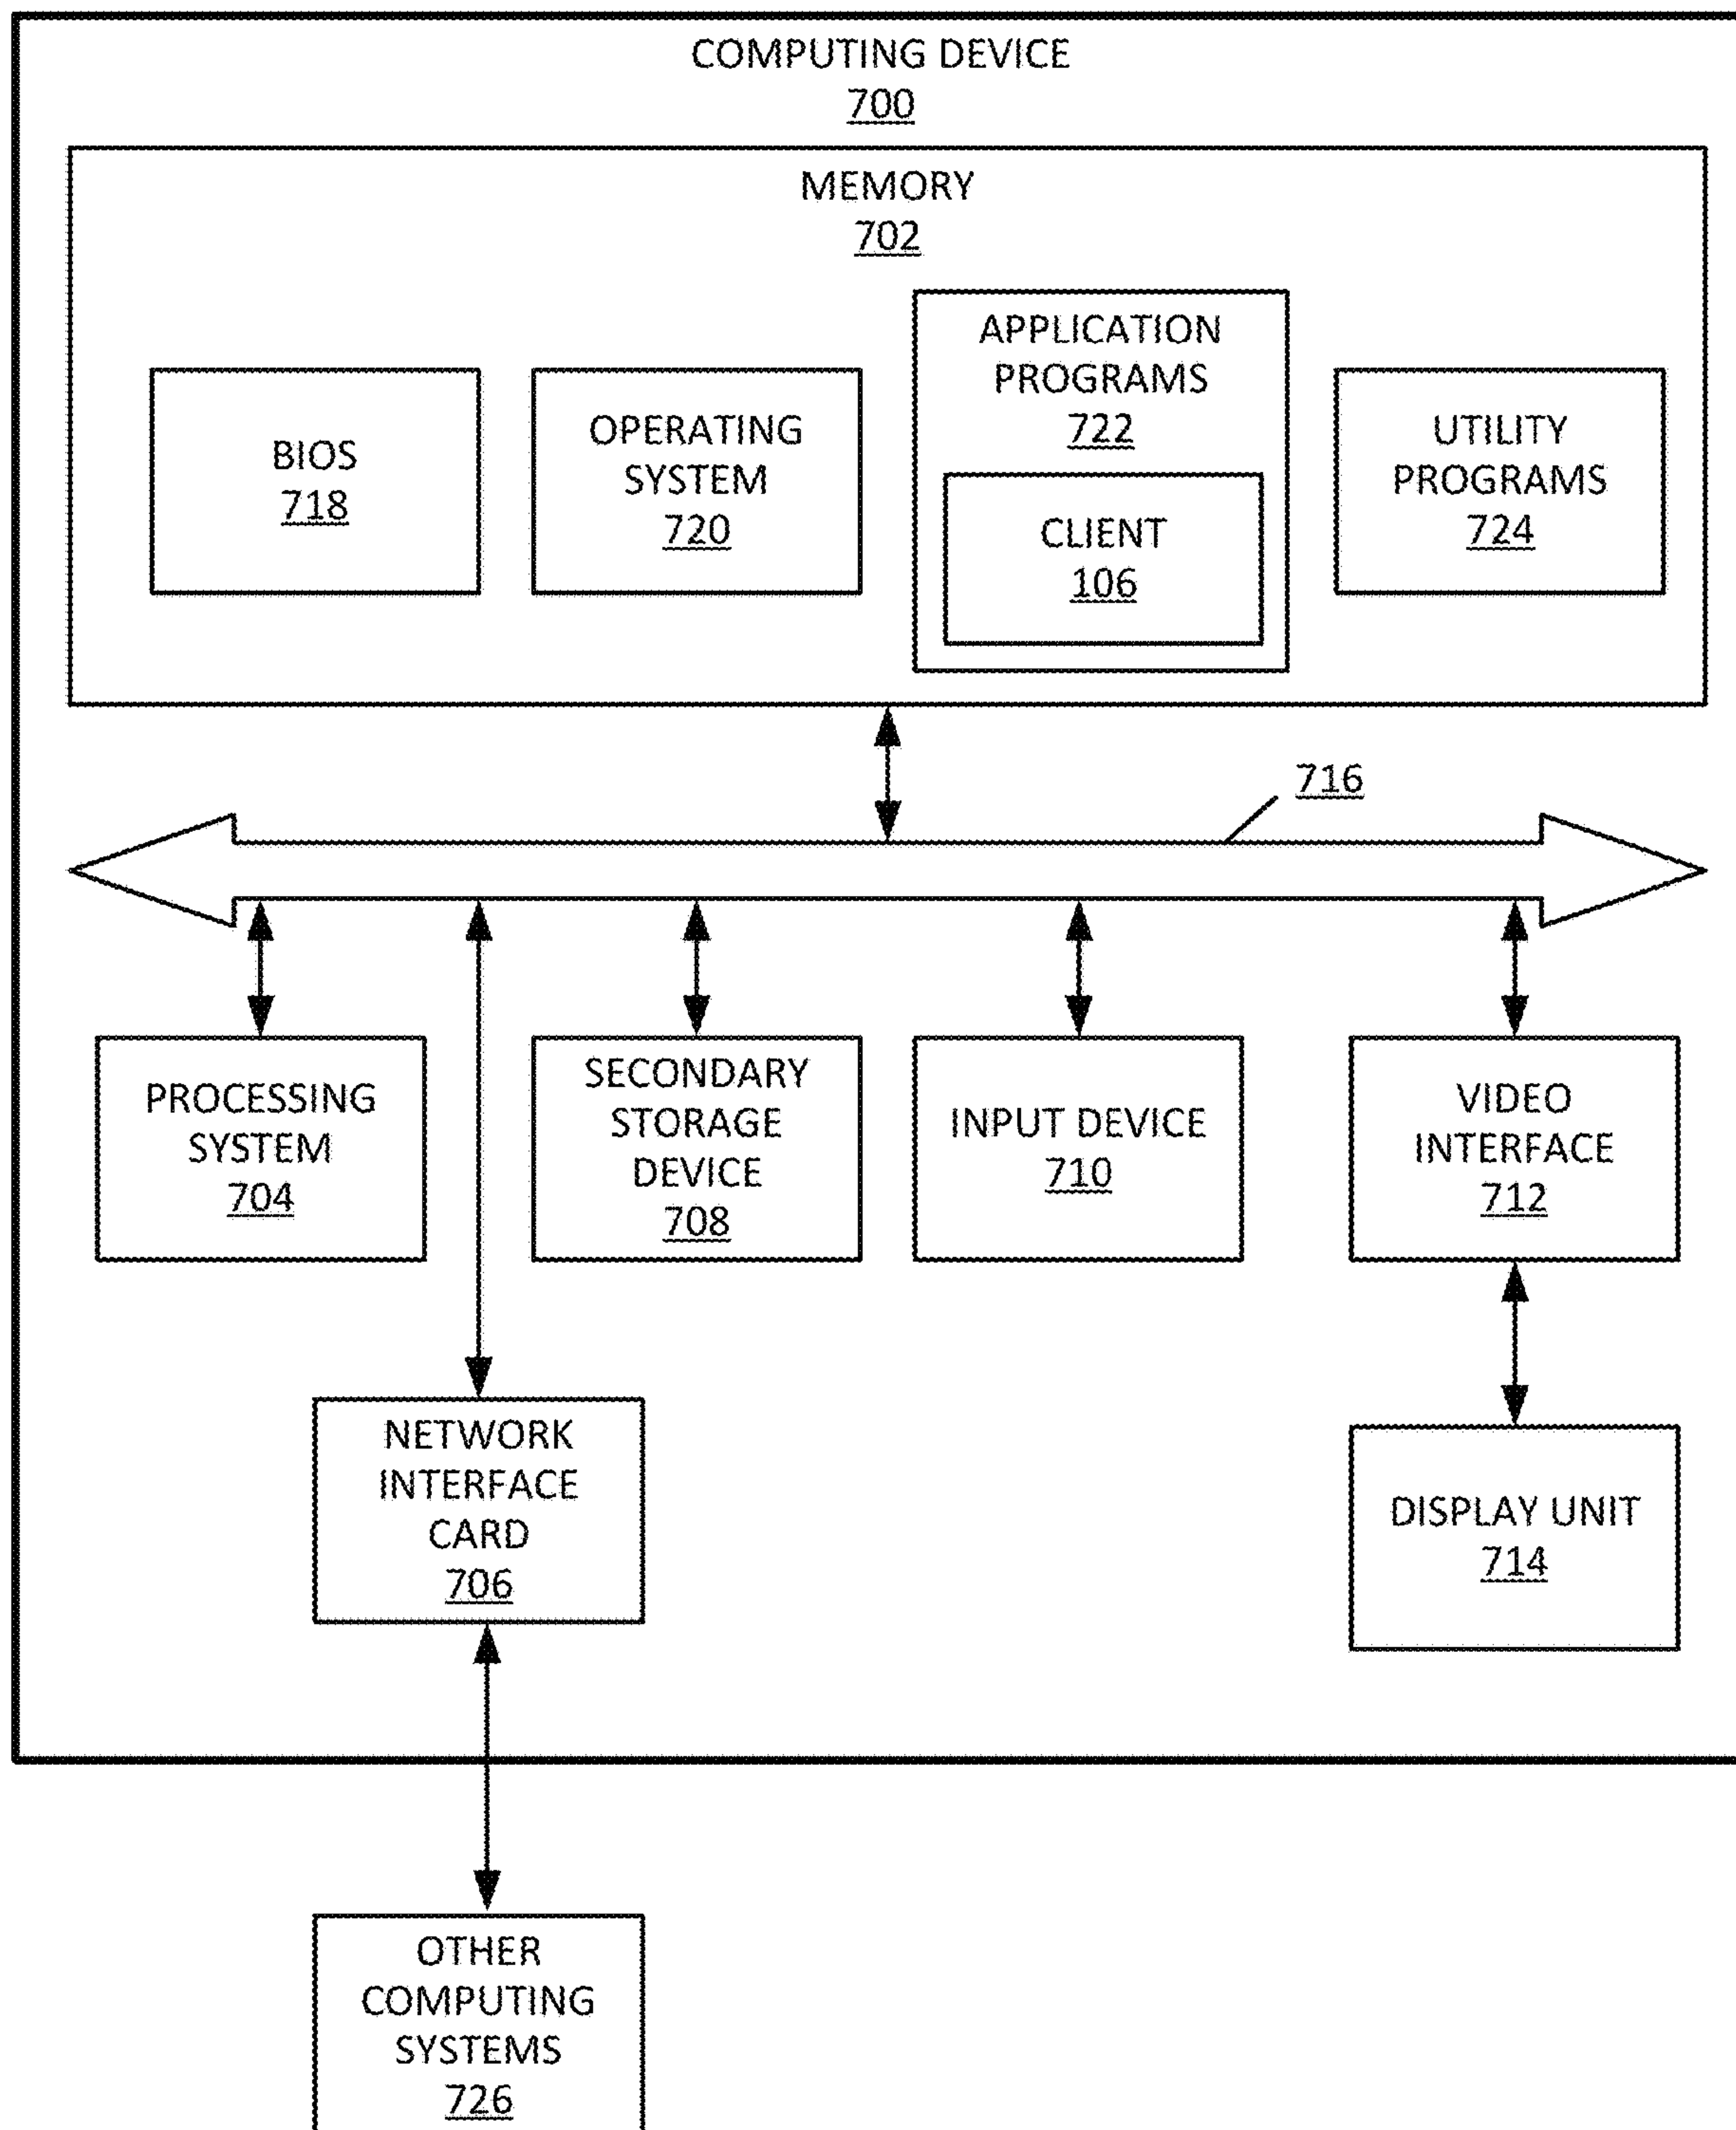 COMPUTING DEVICE
700
MEMORY
702
BIOS
718
OPERATING
SYSTEM
720
APPLICATION
PROGRAMS
722
CLIENT
106
UTILITY
PROGRAMS
724
716
PROCESSING
SYSTEM
704
SECONDARY
STORAGE
DEVICE
708
INPUT DEVICE
710
VIDEO
INTERFACE
712
NETWORK
INTERFACE
CARD
706
DISPLAY UNIT
714
OTHER
COMPUTING
SYSTEMS
726